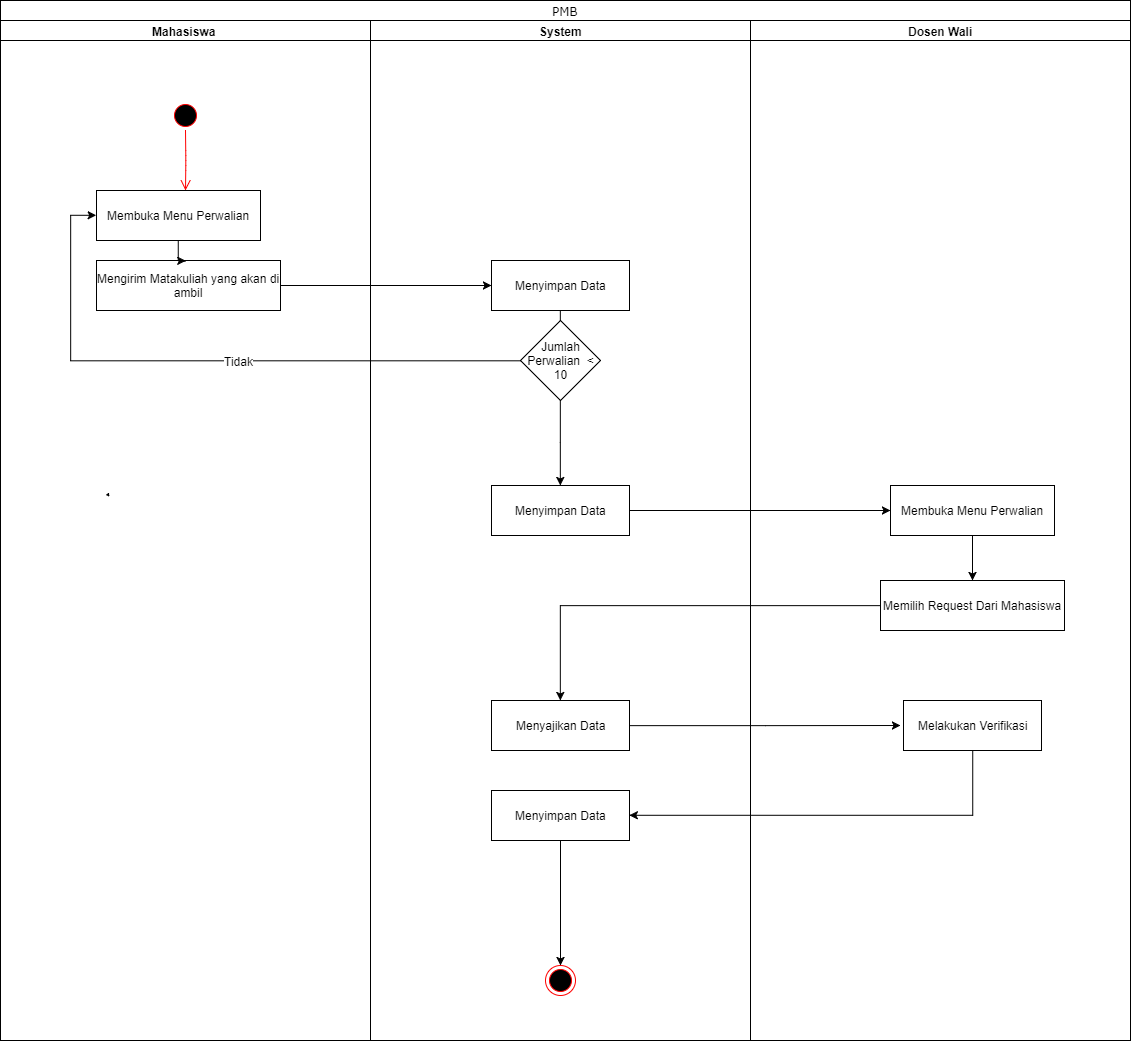 PMB
Mahasiswa
System
Dosen Wali
Membuka Menu Perwalian
Mengirim Matakuliah yang akan di
ambil
Menyimpan Data
Jumlah
Perwalian <
10
Tidak
Menyimpan Data
Membuka Menu Perwalian
Memilih Request Dari Mahasiswa
Menyajikan Data
Melakukan Verifikasi
Menyimpan Data